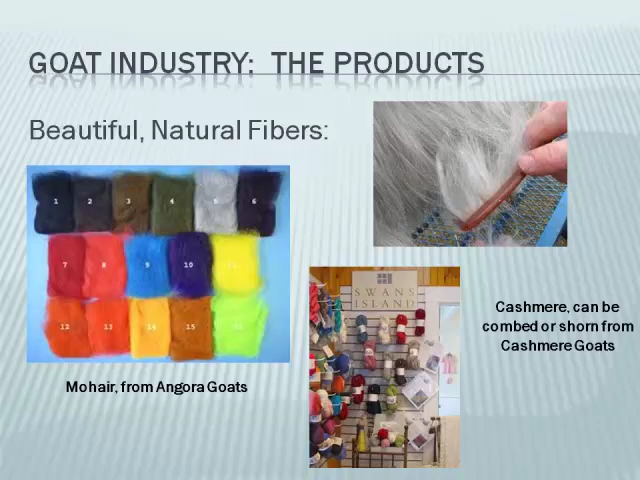 GOAT INDUSTRY: THE PRODUCTS
Beautiful, Natural Fibers:
1 2 3 4 5 6
7 8 9 10
12 13 14 15
SWANS
ISLAND
Mohair, from Angora Goats
Cashmere, can be
combed or shorn from
Cashmere Goats